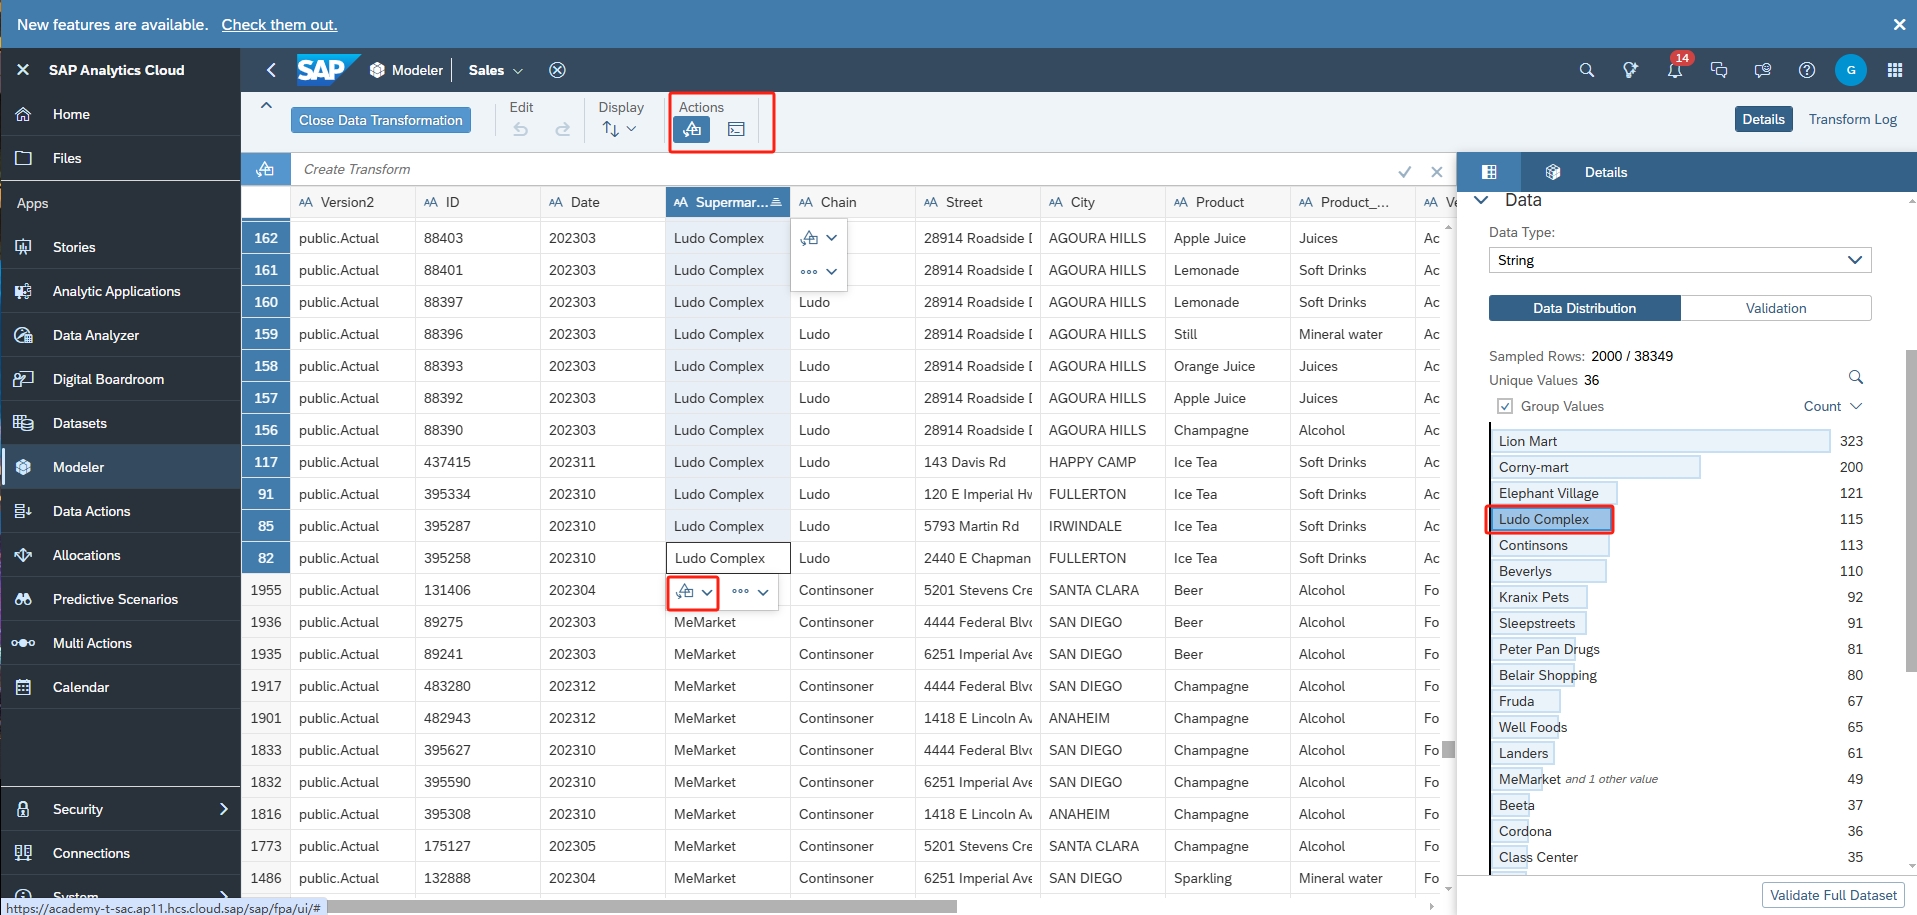 New features are available. Check them out.
SAP Analytics Cloud
SAP Modeler Sales 14 G
Home
Files
Apps
Stories
Analytic Applications
Data Analyzer
Digital Boardroom
Datasets
Modeler
Data Actions
Allocations
Predictive Scenarios
Multi Actions
Calendar
Security
Connections
System
https://academy-t-sac.ap11.hcs.cloud.sap/sap/fpa/ui/#
Close Data Transformation Edit Display Actions Details Transform Log
Create Transform
Version2 ID Date Supermar... Chain Street City Product Product_... Ve
162 public.Actual 88403 202303 Ludo Complex 28914 Roadside D AGOURA HILLS Apple Juice Juices Ac
161 public.Actual 88401 202303 Ludo Complex 28914 Roadside D AGOURA HILLS Lemonade Soft Drinks Ac
160 public.Actual 88397 202303 Ludo Complex Ludo 28914 Roadside D AGOURA HILLS Lemonade Soft Drinks Ac
159 public.Actual 88396 202303 Ludo Complex Ludo 28914 Roadside D AGOURA HILLS Still Mineral water Ac
158 public.Actual 88393 202303 Ludo Complex Ludo 28914 Roadside D AGOURA HILLS Orange Juice Juices Ac
157 public.Actual 88392 202303 Ludo Complex Ludo 28914 Roadside D AGOURA HILLS Apple Juice Juices Ac
156 public.Actual 88390 202303 Ludo Complex Ludo 28914 Roadside D AGOURA HILLS Champagne Alcohol Ac
117 public.Actual 437415 202311 Ludo Complex Ludo 143 Davis Rd HAPPY CAMP Ice Tea Soft Drinks Ac
91 public.Actual 395334 202310 Ludo Complex Ludo 120 E Imperial Hw FULLERTON Ice Tea Soft Drinks Ac
85 public.Actual 395287 202310 Ludo Complex Ludo 5793 Martin Rd IRWINDALE Ice Tea Soft Drinks Ac
82 public.Actual 395258 202310 Ludo Complex Ludo 2440 E Chapman FULLERTON Ice Tea Soft Drinks Ac
1955 public.Actual 131406 202304 Continsoner 5201 Stevens Cre SANTA CLARA Beer Alcohol Fo
1936 public.Actual 89275 202303 MeMarket Continsoner 4444 Federal Blvd SAN DIEGO Beer Alcohol Fo
1935 public.Actual 89241 202303 MeMarket Continsoner 6251 Imperial Ave SAN DIEGO Beer Alcohol Fo
1917 public.Actual 483280 202312 MeMarket Continsoner 4444 Federal Blvd SAN DIEGO Champagne Alcohol Fo
1901 public.Actual 482943 202312 MeMarket Continsoner 1418 E Lincoln Av ANAHEIM Champagne Alcohol Fo
1833 public.Actual 395627 202310 MeMarket Continsoner 4444 Federal Blvd SAN DIEGO Champagne Alcohol Fo
1832 public.Actual 395590 202310 MeMarket Continsoner 6251 Imperial Ave SAN DIEGO Champagne Alcohol Fo
1816 public.Actual 395308 202310 MeMarket Continsoner 1418 E Lincoln Av ANAHEIM Champagne Alcohol Fo
1773 public.Actual 175127 202305 MeMarket Continsoner 5201 Stevens Cre SANTA CLARA Champagne Alcohol Fo
1486 public.Actual 132888 202304 MeMarket Continsoner 6251 Imperial Ave SAN DIEGO Sparkling Mineral water Fo
Details
Data
Data Type:
String
Data Distribution Validation
Sampled Rows: 2000 / 38349
Unique Values 36
Group Values Count
Lion Mart 323
Corny-mart 200
Elephant Village 121
Ludo Complex 115
Continsons 113
Beverlys 110
Kranix Pets 92
Sleepstreets 91
Peter Pan Drugs 81
Belair Shopping 80
Fruda 67
Well Foods 65
Landers 61
MeMarket and 1 other value 49
Beeta 37
Cordona 36
Class Center 35
Validate Full Dataset